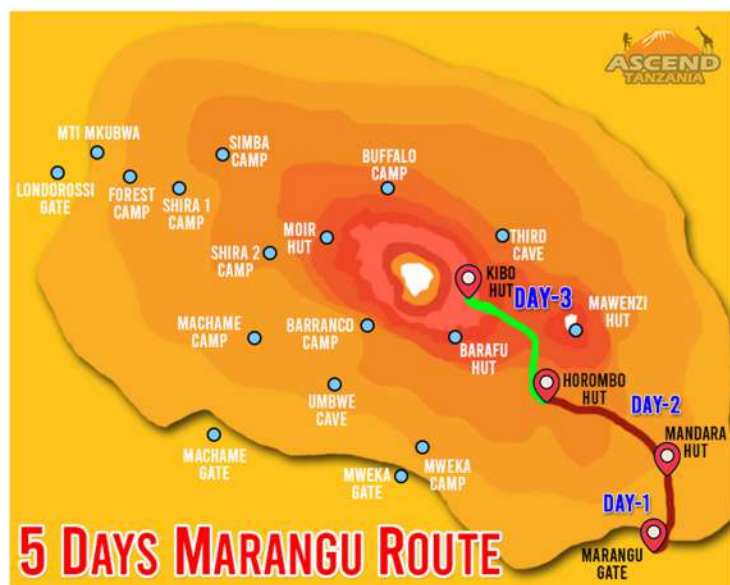 ASCEND
TANZANIA
MTI MKUBWA
SIMBA
CAMP
BUFFALO
CAMP
LONDOROSSI
GATE
FOREST
CAMP
SHIRA 1
CAMP
MOIR
HUT
THIRD
CAVE
SHIRA 2
CAMP
KIBO
HUT
DAY-3
MAWENZI
HUT
MACHAME
CAMP
BARRANCO
CAMP
BARAFU
HUT
HOROMBO
HUT
UMBWE
CAVE
DAY-2
MANDARA
HUT
MACHAME
GATE
MWEKA
GATE
MWEKA
CAMP
DAY-1
MARANGU
GATE
5 DAYS MARANGU ROUTE